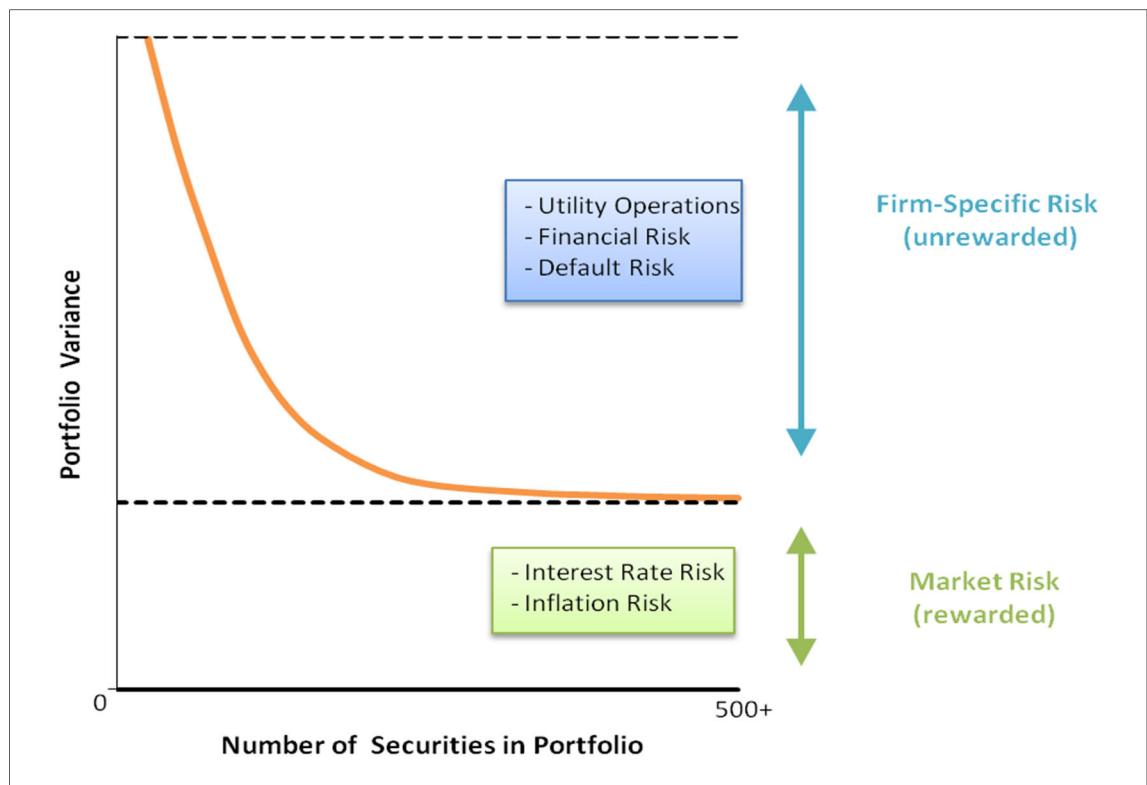 Portfolio Variance
- Utility Operations
- Financial Risk
- Default Risk
Firm-Specific Risk
(unrewarded)
- Interest Rate Risk
- Inflation Risk
Market Risk
(rewarded)
0
500+
Number of Securities in Portfolio